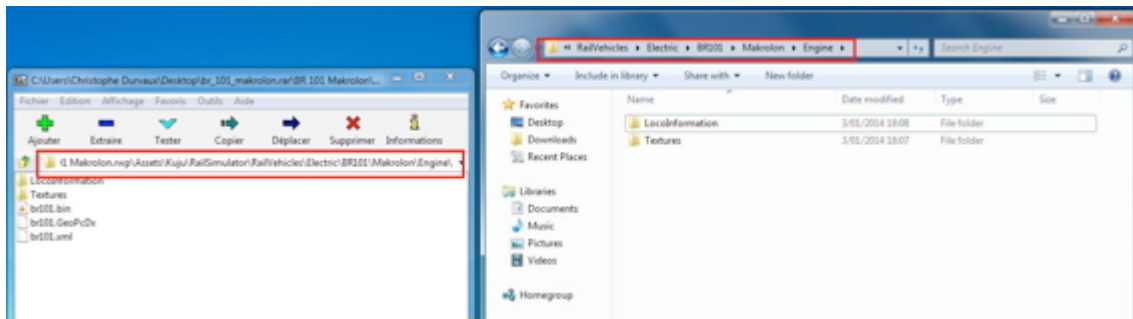 C:\Users\Christophe Durvaux\Desktop\br_101_makrolon.rar\BR 101 Makrolon\...
Fichier Edition Affichage Favoris Outils Aide
Ajouter Extraire Tester Copier Déplacer Supprimer Informations
01 Makrolon.rwp\Assets\Kuju\RailSimulator\RailVehicles\Electric\BR101\Makrolon\Engine\
LocoInformation
Textures
br101.bin
br101.GeoPcDx
br101.xml
« RailVehicles ▸ Electric ▸ BR101 ▸ Makrolon ▸ Engine ▸
Search Engine
Organize Include in library Share with New folder
Name Date modified Type Size
Favorites
Desktop
Downloads
Recent Places
Libraries
Documents
Music
Pictures
Videos
Homegroup
LocoInformation 3/01/2014 18:08 File folder
Textures 3/01/2014 18:07 File folder